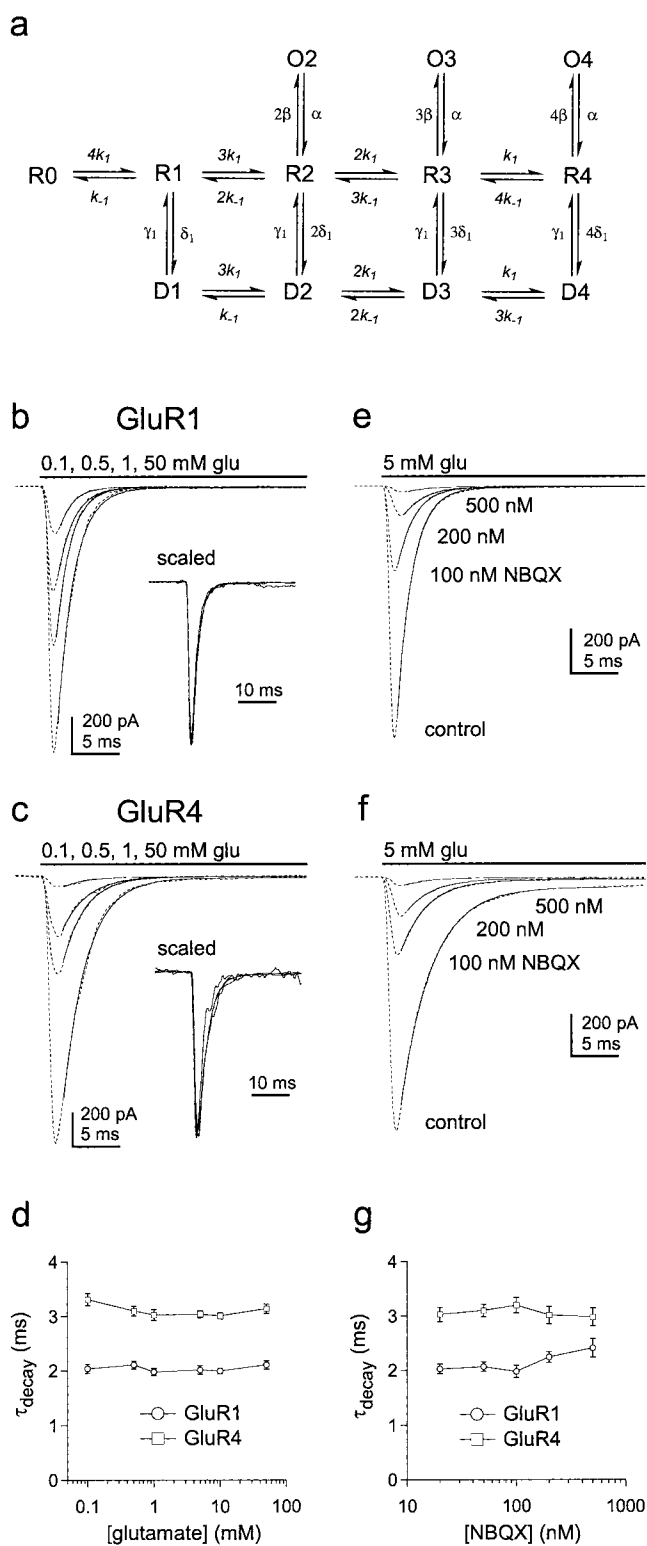 a
O2 O3 O4
2β α 3β α 4β α
4k₁ 3k₁ 2k₁ k₁
R0 R1 R2 R3 R4
k₋₁ 2k₋₁ 3k₋₁ 4k₋₁
γ₁ δ₁ γ₁ 2δ₁ γ₁ 3δ₁ γ₁ 4δ₁
3k₁ 2k₁ k₁
D1 D2 D3 D4
k₋₁ 2k₋₁ 3k₋₁
b GluR1
0.1, 0.5, 1, 50 mM glu
scaled
10 ms
200 pA
5 ms
e
5 mM glu
500 nM
200 nM
100 nM NBQX
200 pA
5 ms
control
c GluR4
0.1, 0.5, 1, 50 mM glu
scaled
10 ms
200 pA
5 ms
f
5 mM glu
500 nM
200 nM
100 nM NBQX
200 pA
5 ms
control
d
4
3
2
1
0
τdecay (ms)
GluR1
GluR4
0.1 1 10 100
[glutamate] (mM)
g
4
3
2
1
0
τdecay (ms)
GluR1
GluR4
10 100 1000
[NBQX] (nM)